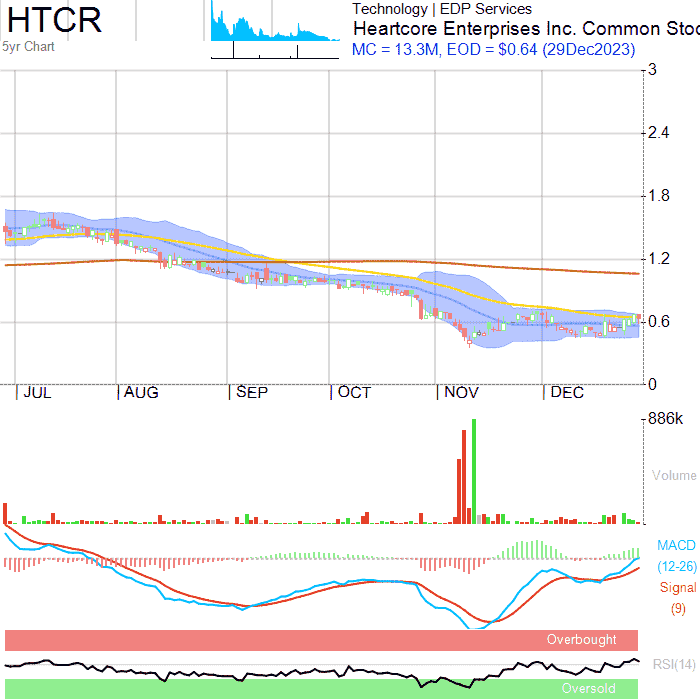 HTCR
5yr Chart
Technology | EDP Services
Heartcore Enterprises Inc. Common Stoc
MC = 13.3M, EOD = $0.64 (29Dec2023)
3
2.4
1.8
1.2
0.6
0
JUL AUG SEP OCT NOV DEC
886k
Volume
MACD
(12-26)
Signal
(9)
Overbought
RSI(14)
Oversold